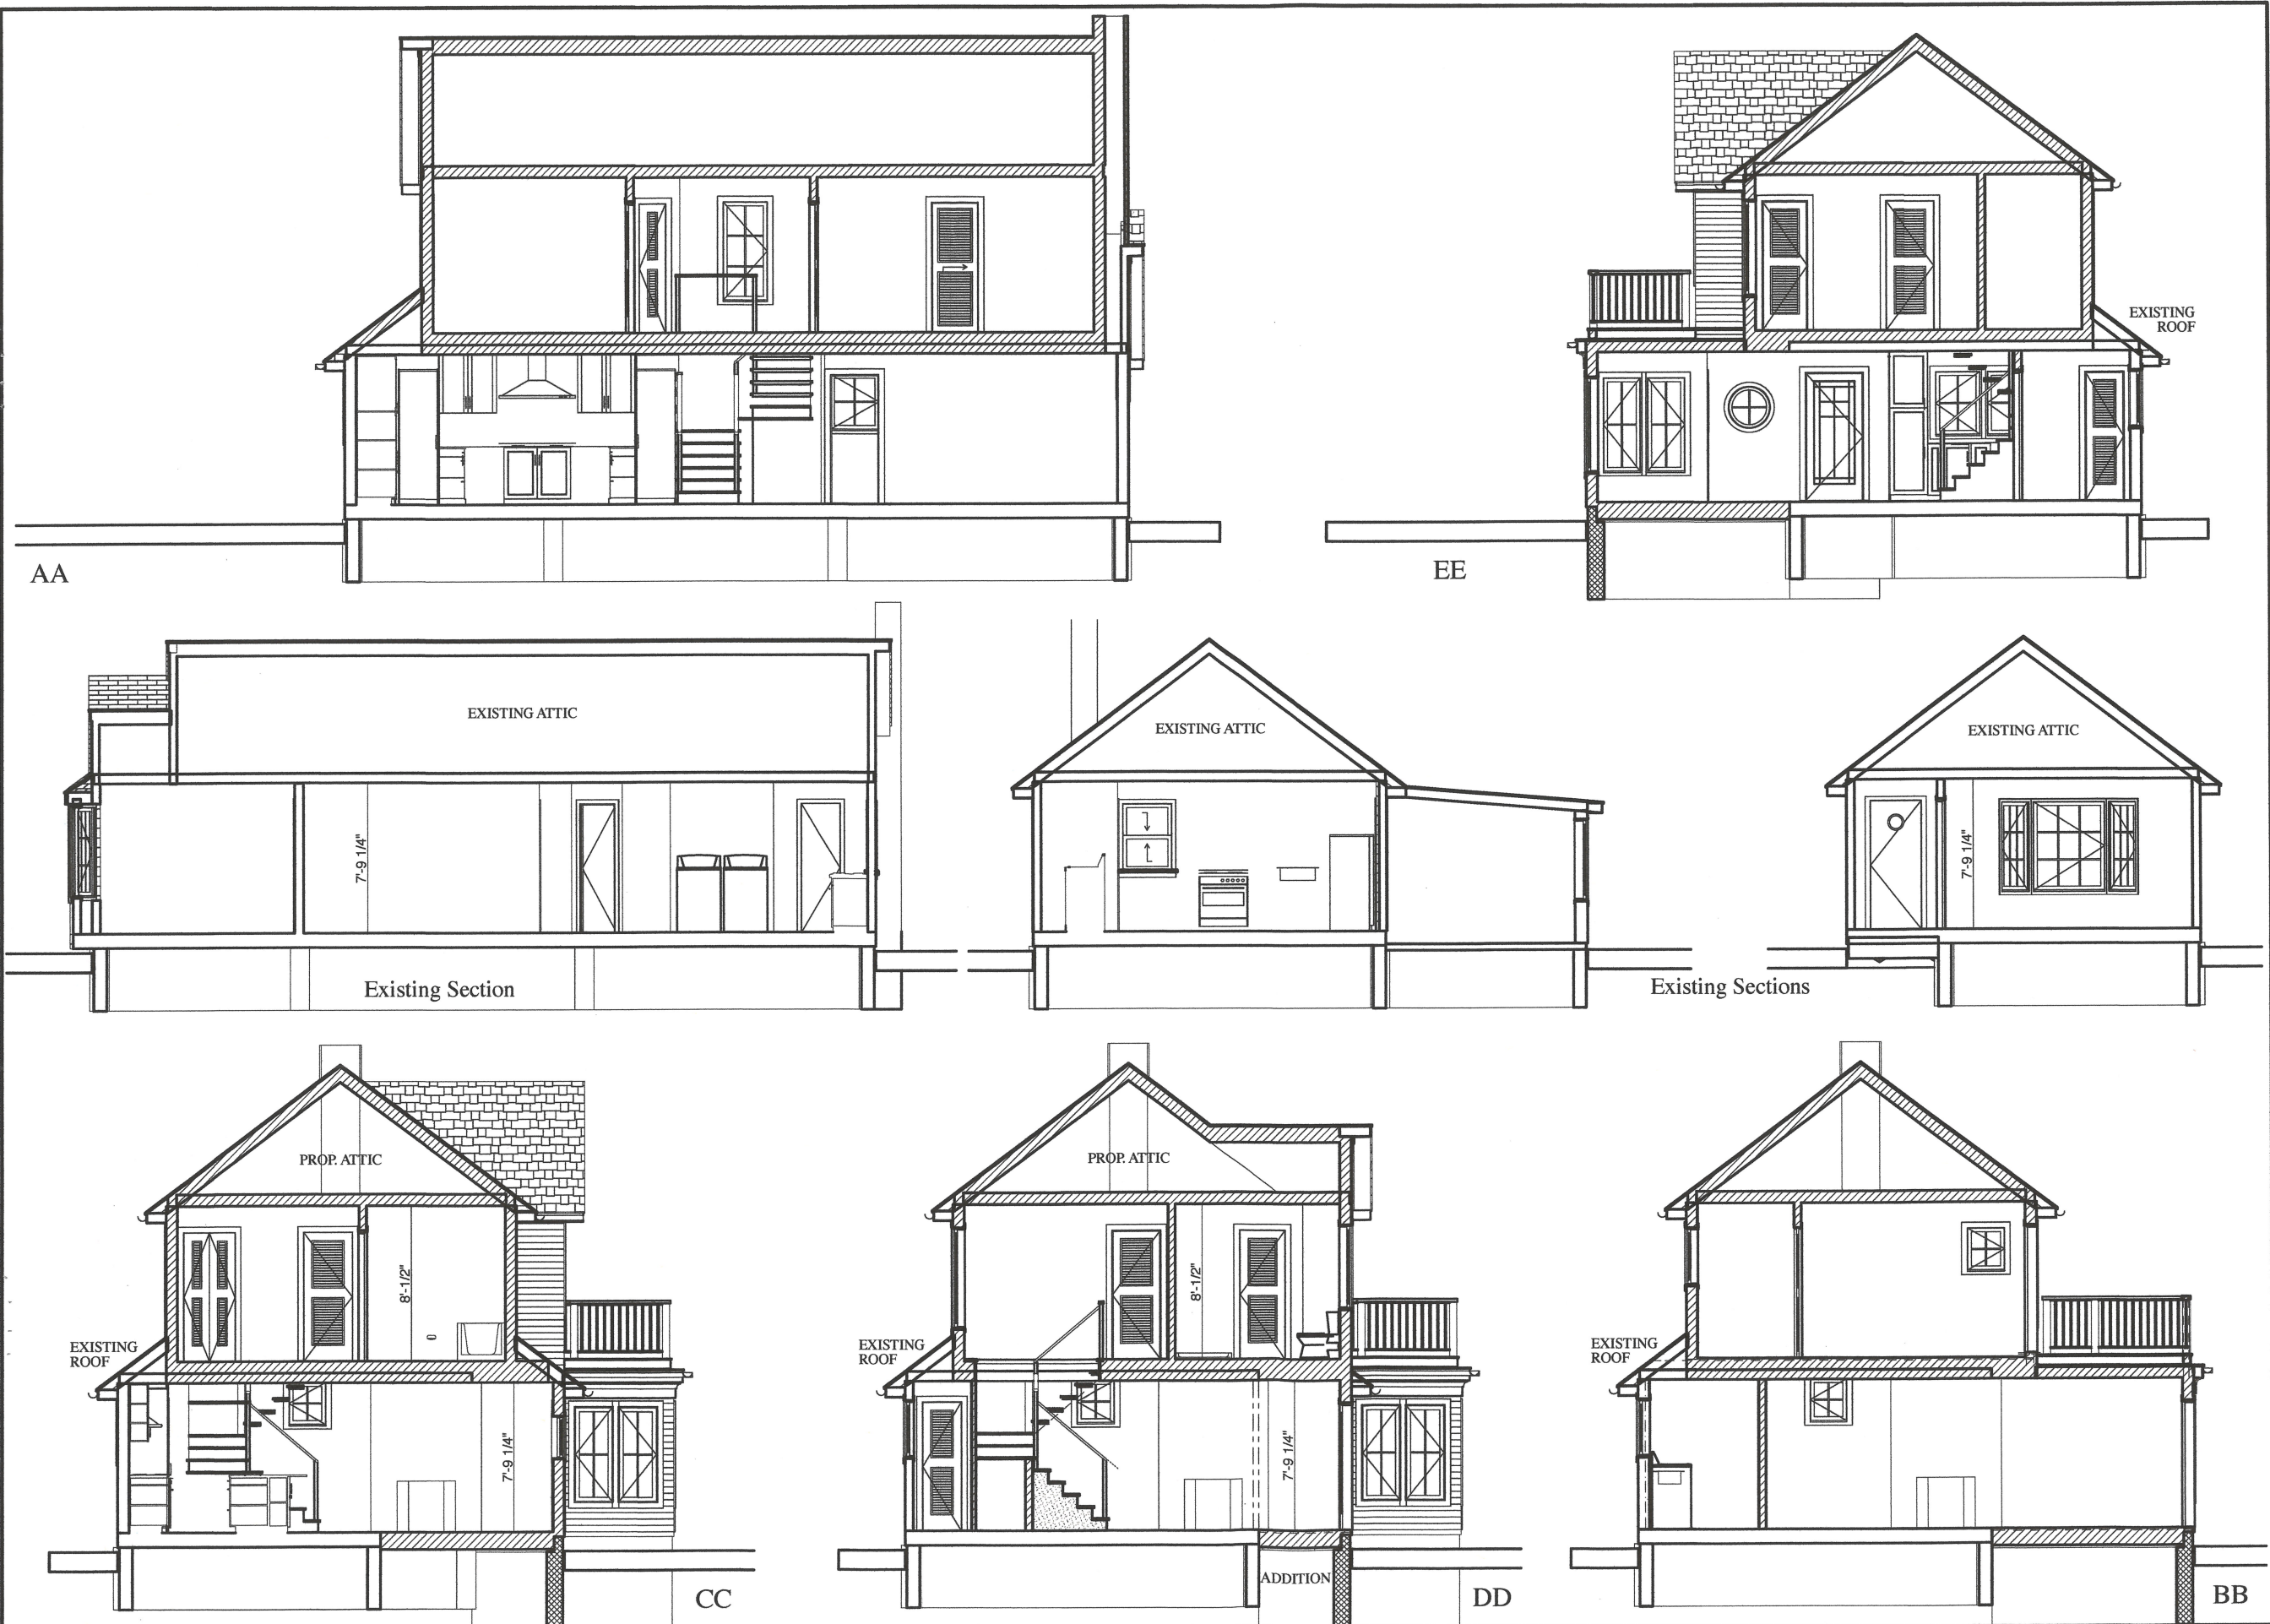 EXISTING
ROOF
AA
EE
EXISTING ATTIC
EXISTING ATTIC
EXISTING ATTIC
7'-9 1/4"
7'-9 1/4"
Existing Section
Existing Sections
PROP. ATTIC
PROP. ATTIC
8'-1/2"
8'-1/2"
EXISTING
ROOF
EXISTING
ROOF
EXISTING
ROOF
7'-9 1/4"
7'-9 1/4"
ADDITION
CC
DD
BB